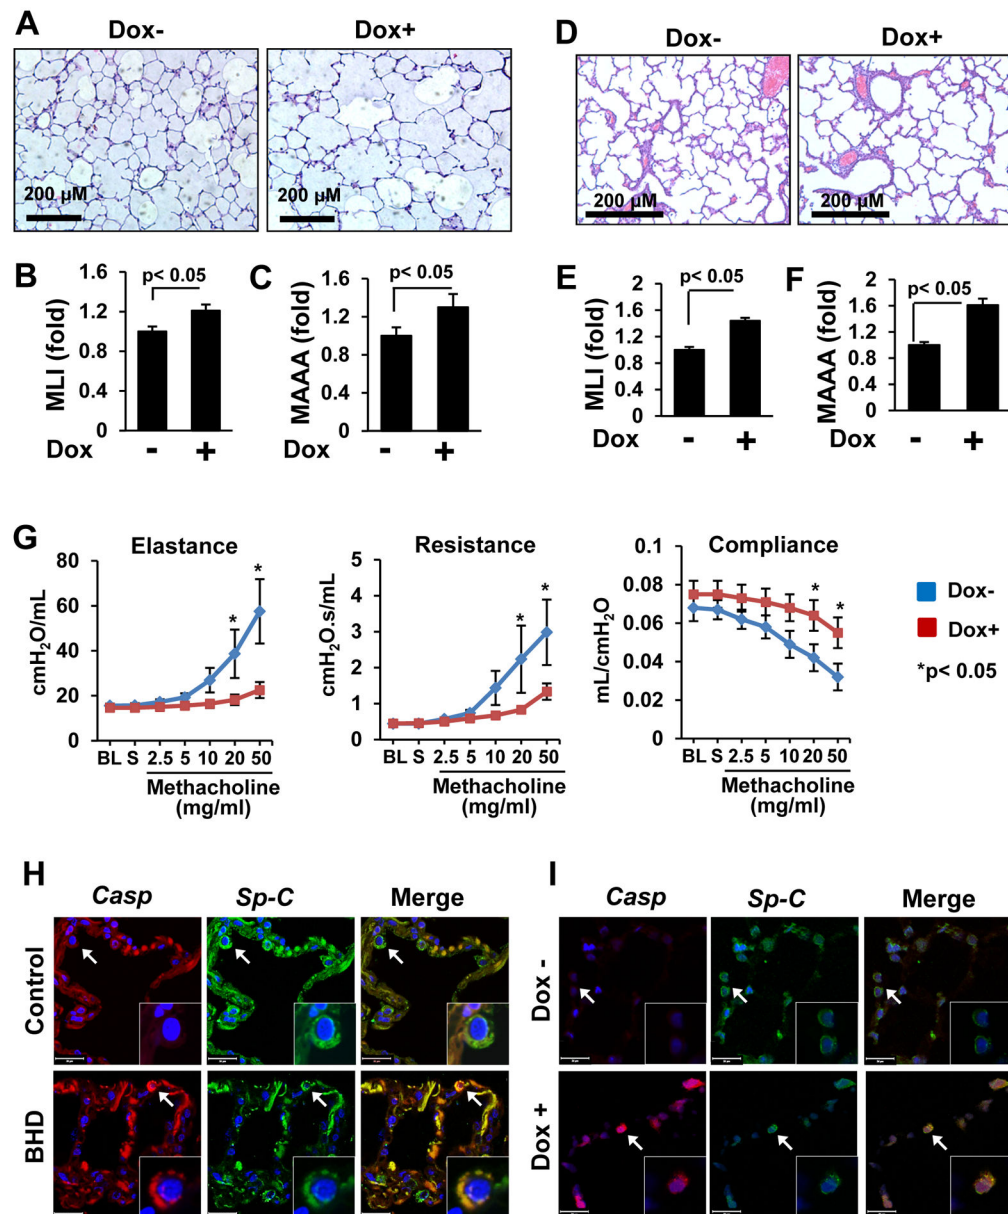 A
Dox-
Dox+
200 µM
200 µM
D
Dox-
Dox+
200 µM
200 µM
B
MLI (fold)
1.6
1.2
0.8
0.4
0
p< 0.05
Dox
-
+
C
MAAA (fold)
1.6
1.2
0.8
0.4
0
p< 0.05
-
+
E
MLI (fold)
2
1.6
1.2
0.8
0.4
0
p< 0.05
Dox
-
+
F
MAAA (fold)
2
1.6
1.2
0.8
0.4
0
p< 0.05
-
+
G
Elastance
cmH2O/mL
80
60
40
20
0
*
*
BL S 2.5 5 10 20 50
Methacholine
(mg/ml)
Resistance
cmH2O.s/mL
5
4
3
2
1
0
*
*
BL S 2.5 5 10 20 50
Methacholine
(mg/ml)
Compliance
mL/cmH2O
0.1
0.08
0.06
0.04
0.02
0
*
*
BL S 2.5 5 10 20 50
Methacholine
(mg/ml)
Dox-
Dox+
*p< 0.05
H
Casp
Sp-C
Merge
Control
BHD
I
Casp
Sp-C
Merge
Dox -
Dox +